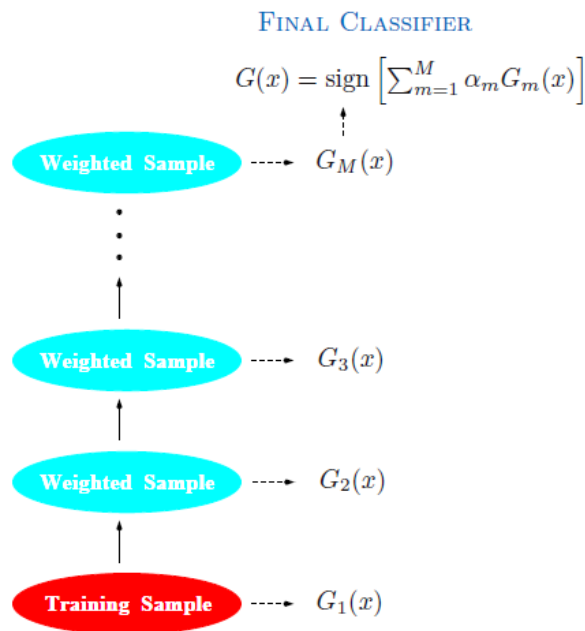 FINAL CLASSIFIER
G(x) = sign [∑_{m=1}^{M} α_m G_m(x)]
Weighted Sample G_M(x)
Weighted Sample G_3(x)
Weighted Sample G_2(x)
Training Sample G_1(x)